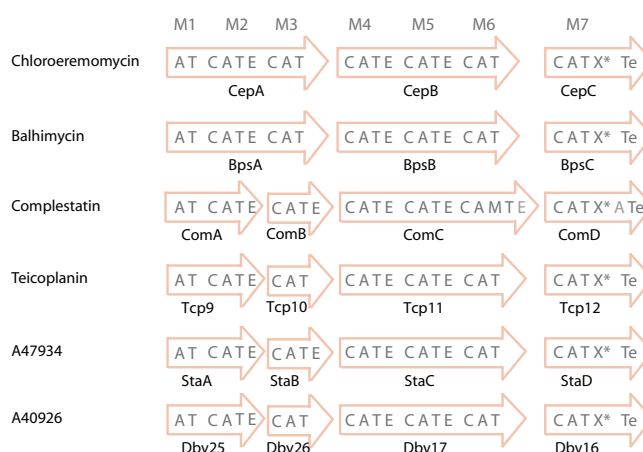 M1 M2 M3 M4 M5 M6 M7
Chloroeremomycin AT CATE CAT CATE CATE CAT CATX* Te
CepA CepB CepC
Balhimycin AT CATE CAT CATE CATE CAT CATX* Te
BpsA BpsB BpsC
Complestatin AT CATE CATE CATE CATE CAMTE CATX* A Te
ComA ComB ComC ComD
Teicoplanin AT CATE CAT CATE CATE CAT CATX* Te
Tcp9 Tcp10 Tcp11 Tcp12
A47934 AT CATE CATE CATE CATE CAT CATX* Te
StaA StaB StaC StaD
A40926 AT CATE CAT CATE CATE CAT CATX* Te
Dbv25 Dbv26 Dbv17 Dbv16